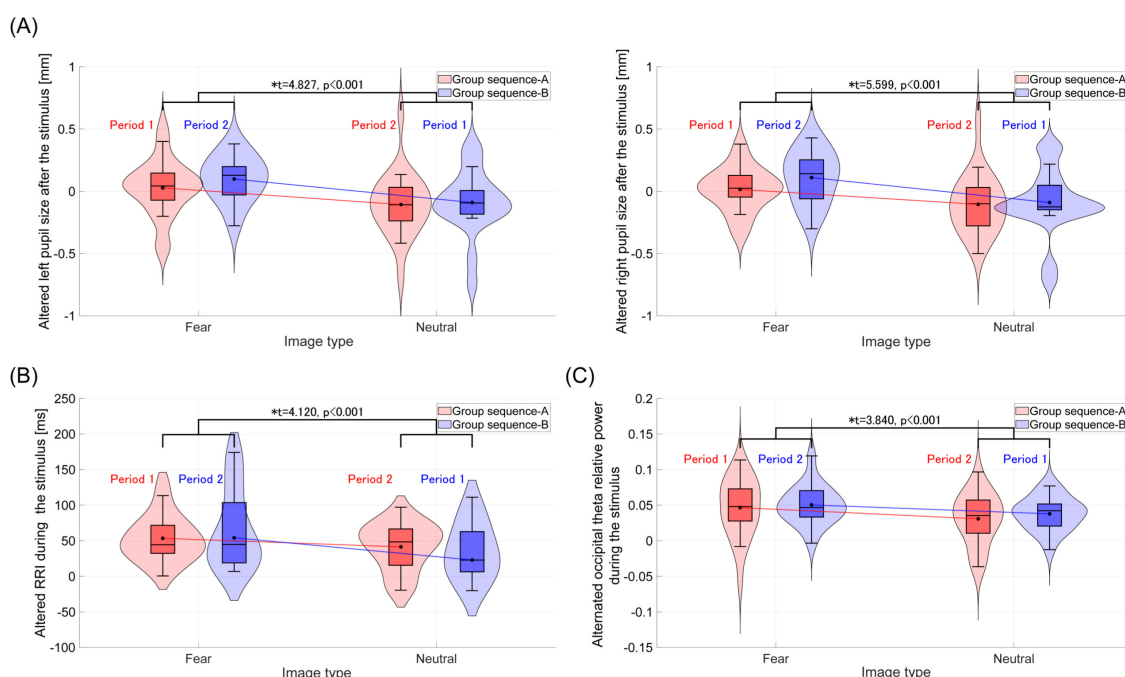 (A)
Altered left pupil size after the stimulus [mm]
1
0.5
0
-0.5
-1
*t=4.827, p<0.001
Group sequence-A
Group sequence-B
Period 1
Period 2
Period 2
Period 1
Fear
Neutral
Image type
Altered right pupil size after the stimulus [mm]
1
0.5
0
-0.5
-1
*t=5.599, p<0.001
Group sequence-A
Group sequence-B
Period 1
Period 2
Period 2
Period 1
Fear
Neutral
Image type
(B)
Altered RRI during the stimulus [ms]
250
200
150
100
50
0
-50
-100
*t=4.120, p<0.001
Group sequence-A
Group sequence-B
Period 1
Period 2
Period 2
Period 1
Fear
Neutral
Image type
(C)
Alternated occipital theta relative power
during the stimulus
0.2
0.15
0.1
0.05
0
-0.05
-0.1
-0.15
*t=3.840, p<0.001
Group sequence-A
Group sequence-B
Period 1
Period 2
Period 2
Period 1
Fear
Neutral
Image type